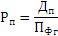 Рп = Дп / ПФг